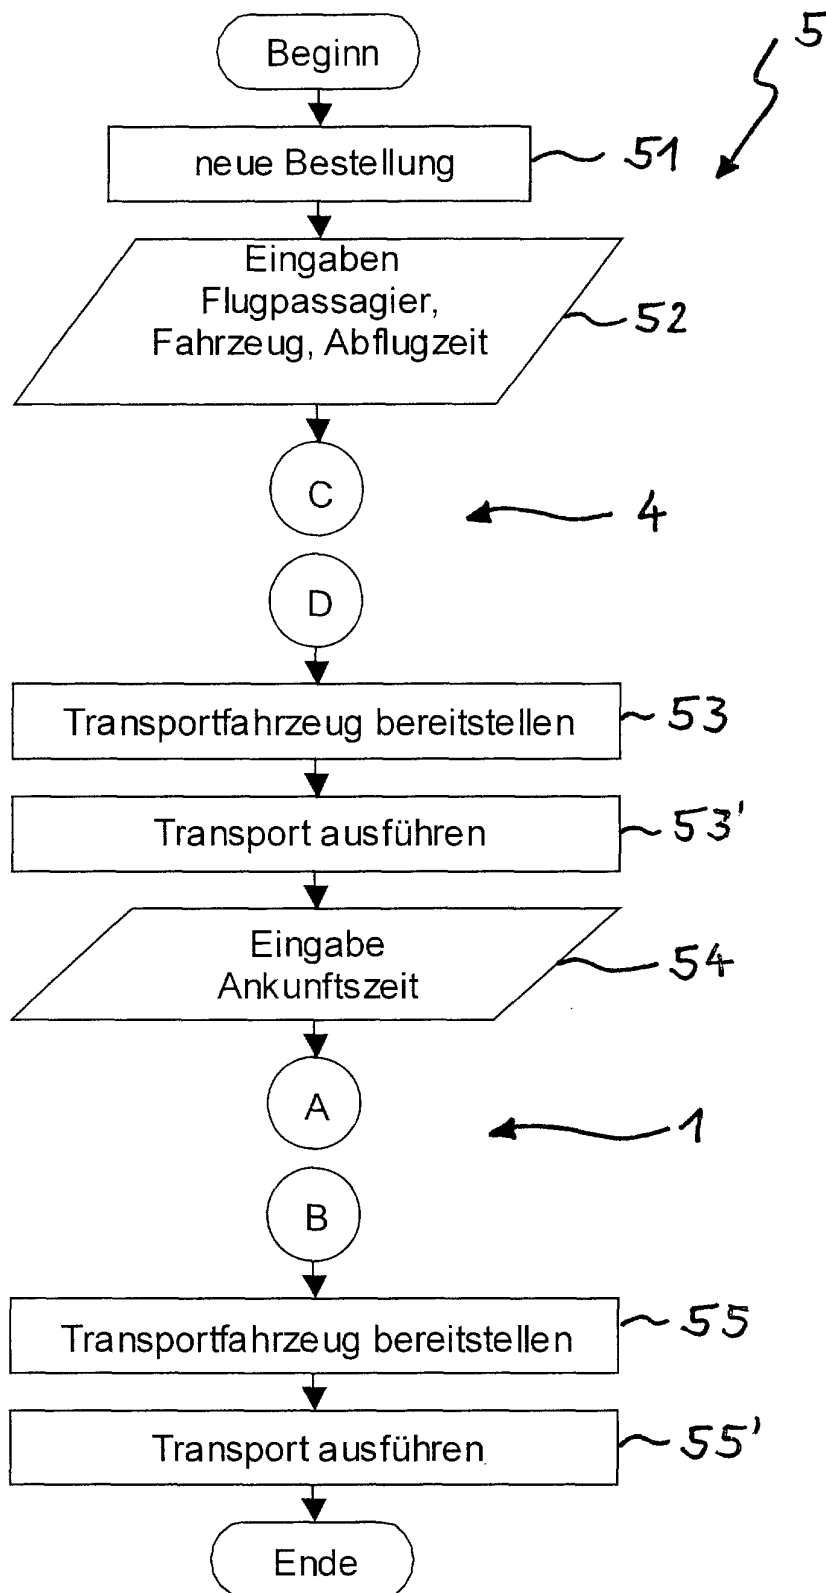 5
Beginn
neue Bestellung
51
Eingaben
Flugpassagier,
Fahrzeug, Abflugzeit
52
C
4
D
Transportfahrzeug bereitstellen
53
Transport ausführen
53'
Eingabe
Ankunftszeit
54
A
1
B
Transportfahrzeug bereitstellen
55
Transport ausführen
55'
Ende